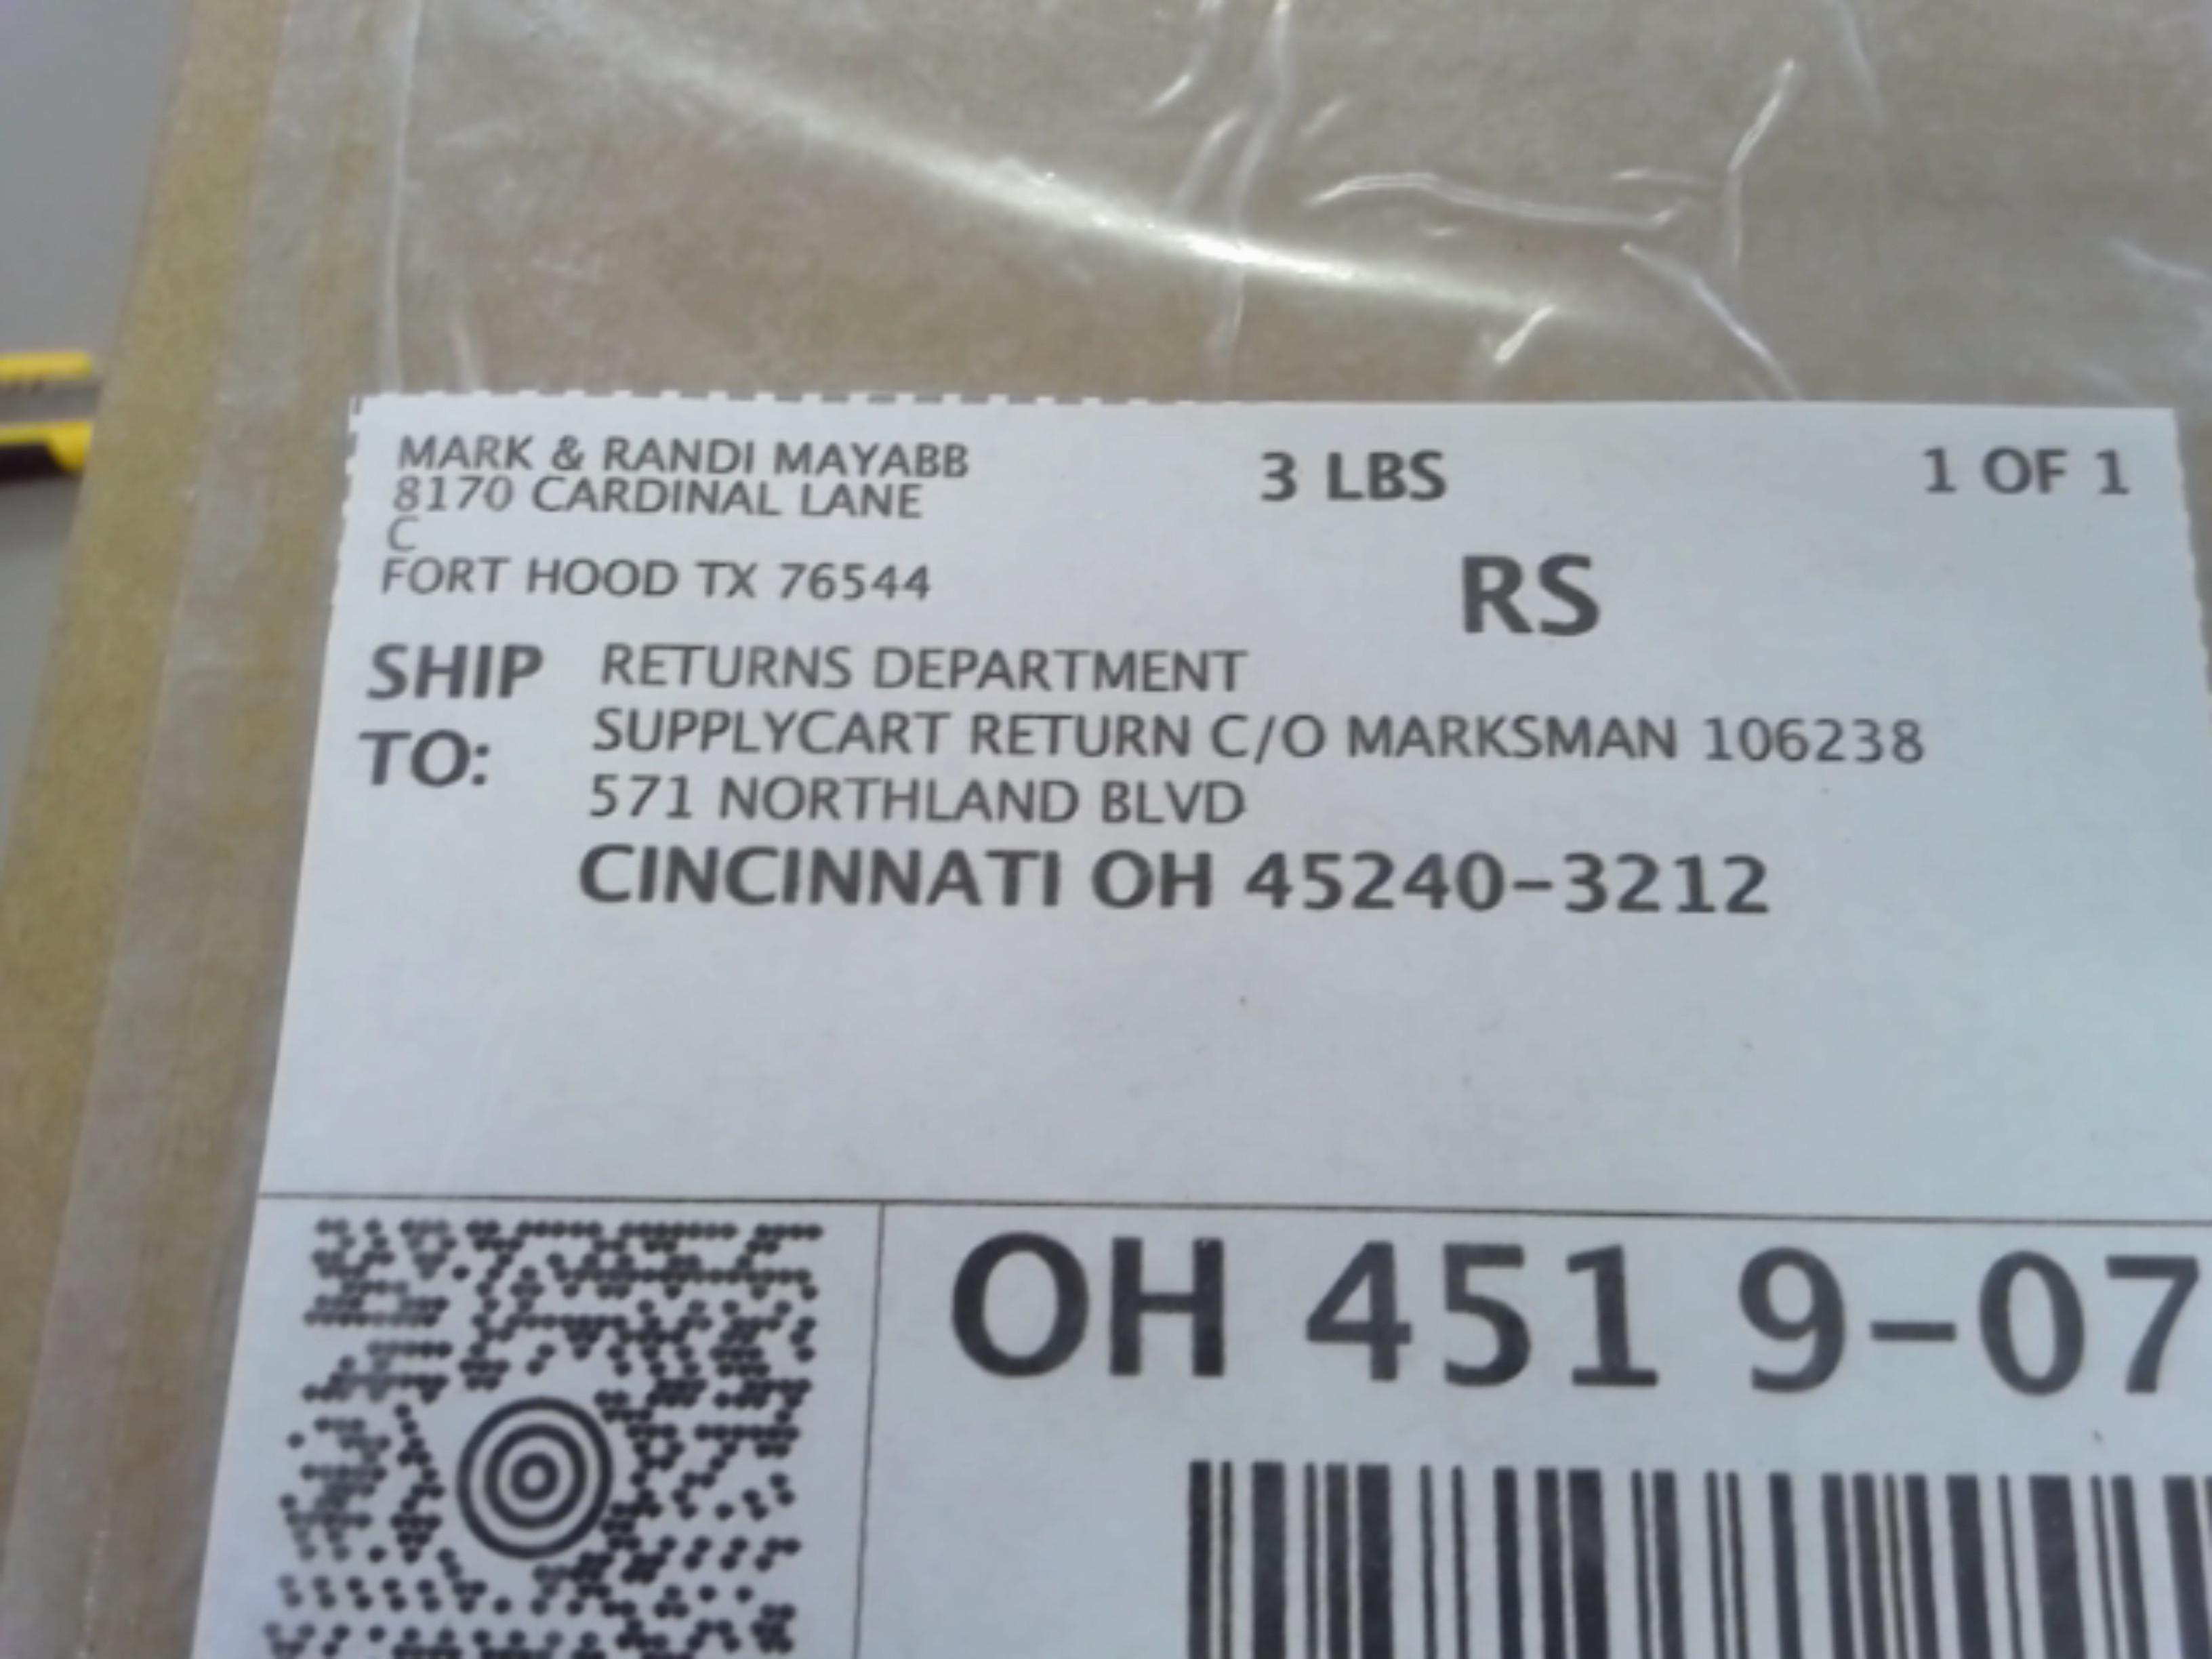 MARK & RANDI MAYABB
8170 CARDINAL LANE
C
FORT HOOD TX 76544
3 LBS
1 OF 1
RS
SHIP TO:
RETURNS DEPARTMENT
SUPPLYCART RETURN C/O MARKSMAN 106238
571 NORTHLAND BLVD
CINCINNATI OH 45240-3212
OH 451 9-07